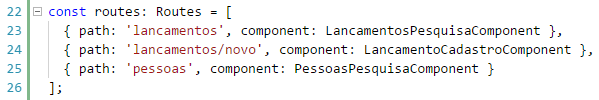 22 const routes: Routes = [
23 { path: 'lancamentos', component: LancamentosPesquisaComponent },
24 { path: 'lancamentos/novo', component: LancamentoCadastroComponent },
25 { path: 'pessoas', component: PessoasPesquisaComponent }
26 ];